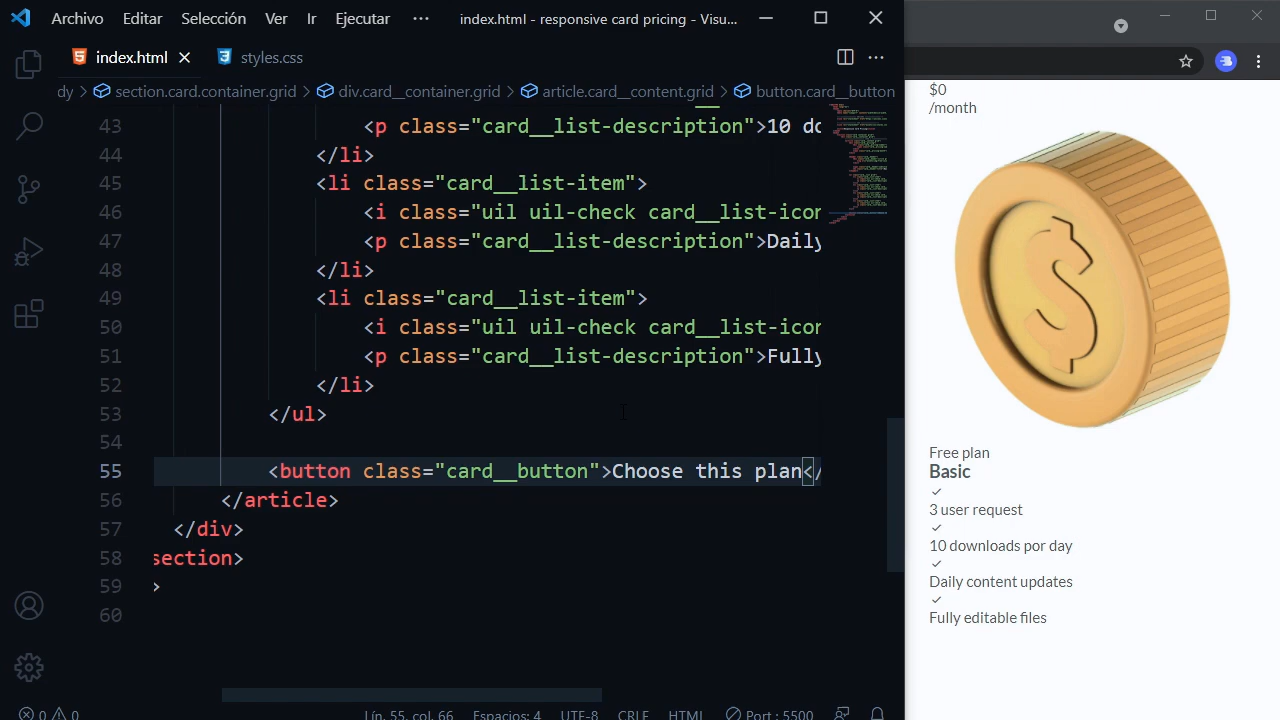 Archivo Editar Selección Ver Ir Ejecutar ··· index.html - responsive card pricing - Visu...
index.html styles.css
dy > section.card.container.grid > div.card__container.grid > article.card__content.grid > button.card__button
43 <p class="card__list-description">10 do
44 </li>
45 <li class="card__list-item">
46 <i class="uil uil-check card__list-icon
47 <p class="card__list-description">Daily
48 </li>
49 <li class="card__list-item">
50 <i class="uil uil-check card__list-icon
51 <p class="card__list-description">Fully
52 </li>
53 </ul>
54
55 <button class="card__button">Choose this plan</
56 </article>
57 </div>
58 section>
59 >
60
0 0 Lín. 55, col. 66 Espacios: 4 UTF-8 CRLF HTML Port : 5500
$0
/month
Free plan
Basic
3 user request
10 downloads por day
Daily content updates
Fully editable files